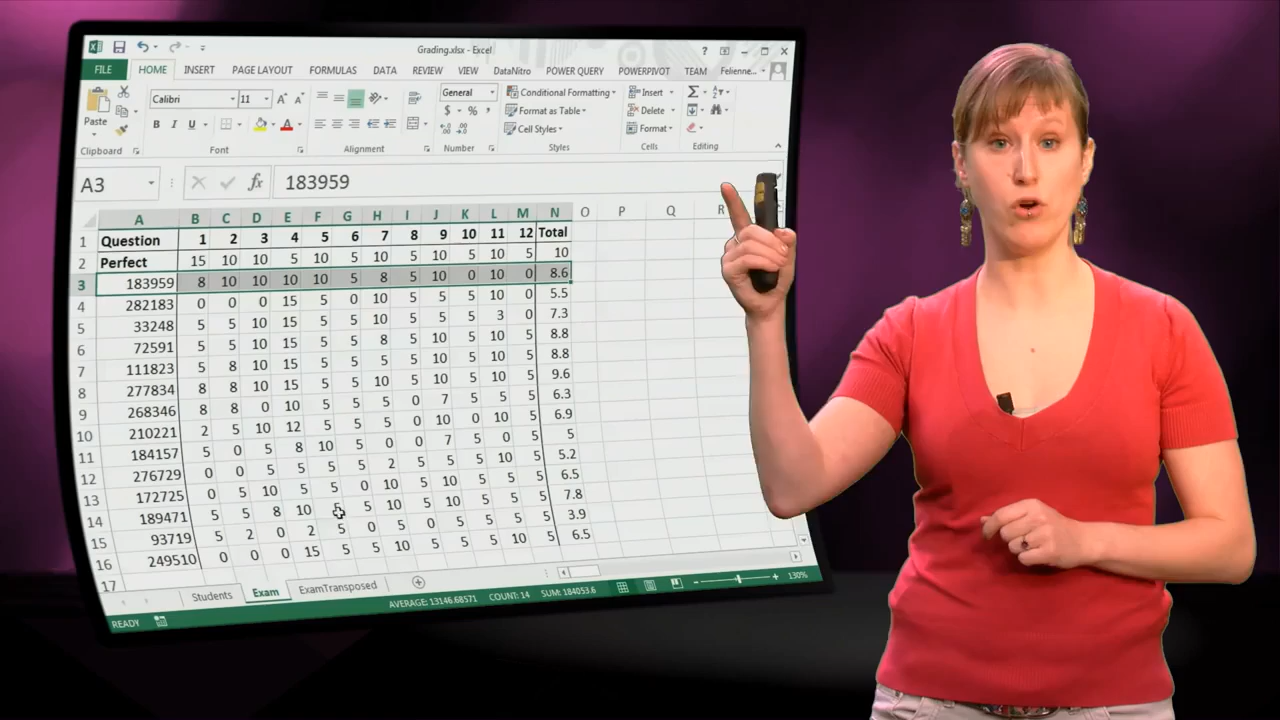 Grading.xlsx - Excel
FILE HOME INSERT PAGE LAYOUT FORMULAS DATA REVIEW VIEW DataNitro POWER QUERY POWERPIVOT TEAM Felienne...
Paste Calibri 11 General Conditional Formatting Insert
Format as Table Delete
B I U Cell Styles Format
Clipboard Font Alignment Number Styles Cells Editing
A3 fx 183959
A B C D E F G H I J K L M N O P Q R
1 Question 1 2 3 4 5 6 7 8 9 10 11 12 Total
2 Perfect 15 10 10 5 10 5 10 5 10 5 10 5 10
3 183959 8 10 10 10 10 5 8 5 10 0 10 0 8.6
4 282183 0 0 0 15 5 0 10 5 5 5 10 0 5.5
5 33248 5 5 10 15 5 5 10 5 5 5 3 0 7.3
6 72591 5 5 10 15 5 5 8 5 10 5 10 5 8.8
7 111823 5 8 10 15 5 5 5 5 10 5 10 5 8.8
8 277834 8 8 10 15 5 5 10 5 10 5 10 5 9.6
9 268346 8 8 0 10 5 5 5 0 7 5 5 5 6.3
10 210221 2 5 10 12 5 5 5 0 10 0 10 5 6.9
11 184157 5 0 5 8 10 5 0 0 7 5 0 5 5
12 276729 0 0 5 5 5 5 2 5 5 5 10 5 5.2
13 172725 0 5 10 5 5 0 10 5 10 5 5 5 6.5
14 189471 5 5 8 10 5 5 10 5 10 5 5 5 7.8
15 93719 5 2 0 2 5 0 5 0 5 5 5 5 3.9
16 249510 0 0 0 15 5 5 10 5 5 5 10 5 6.5
17
Students Exam ExamTransposed
READY AVERAGE: 13146.68571 COUNT: 14 SUM: 184053.6 130%